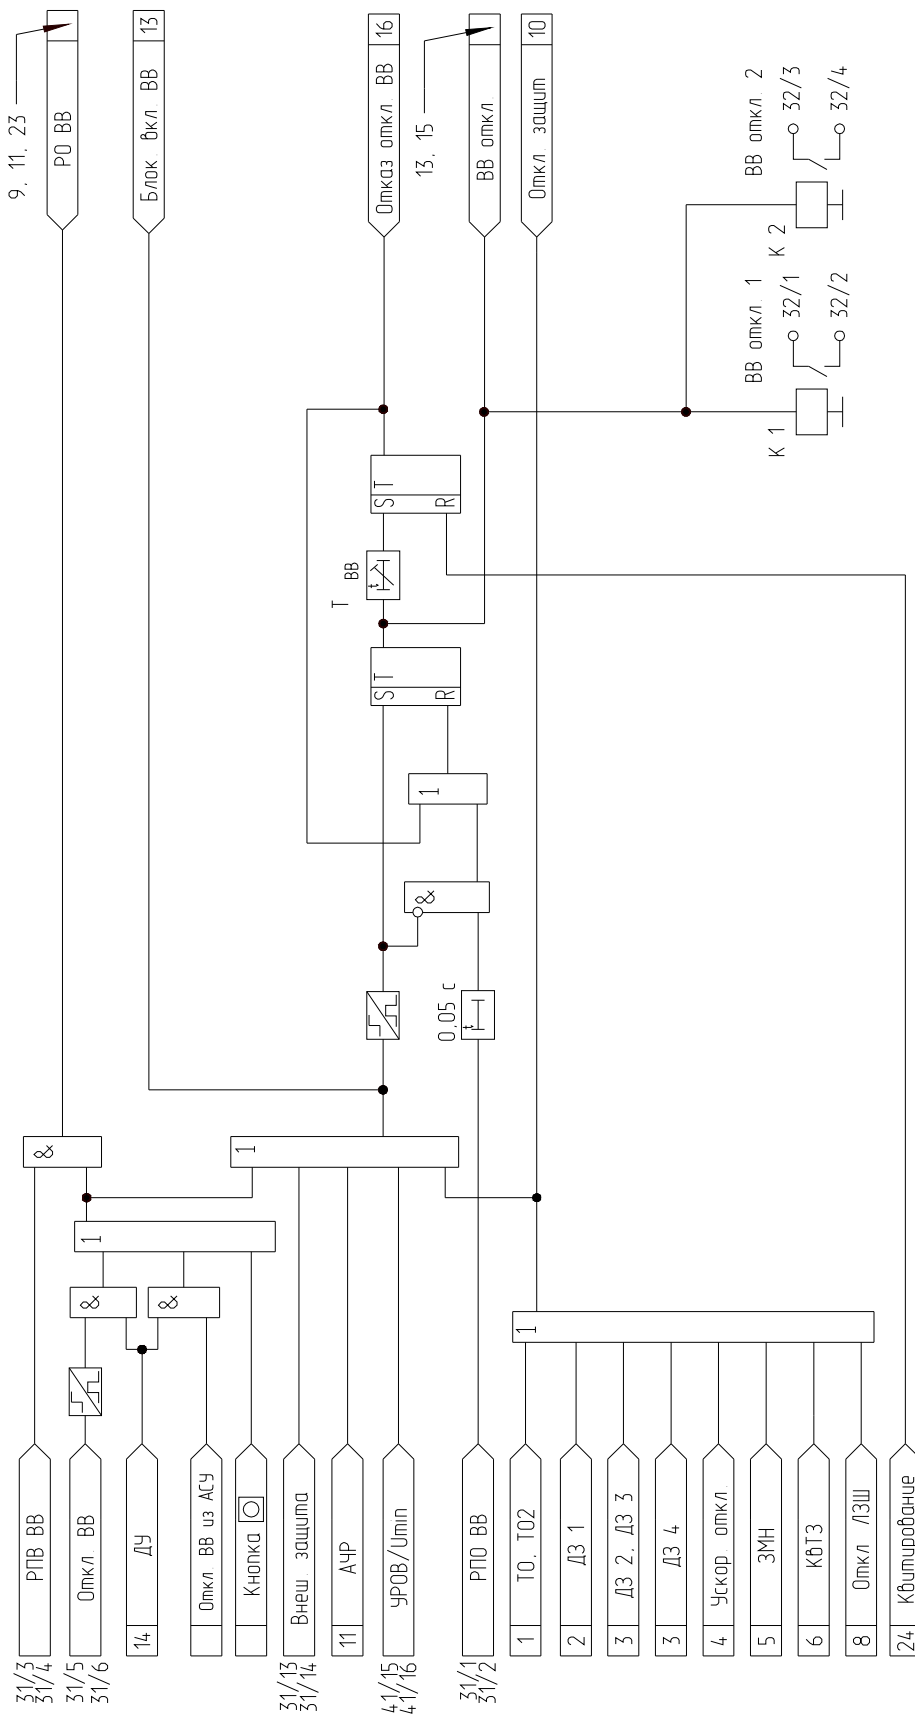 31/3
31/4
РПВ ВВ
31/5
31/6
Откл. ВВ
14
ДУ
Откл ВВ из АСУ
Кнопка
31/13
31/14
Внеш. защита
11
АЧР
41/15
41/16
УРОВ/Umin
31/1
31/2
РПО ВВ
1
ТО, ТО2
2
ДЗ 1
3
ДЗ 2, ДЗ 3
3
ДЗ 4
4
Ускор. откл
5
ЗМН
6
КвТЗ
8
Откл ЛЗШ
24
Квитирование
&
&
1
&
1
1
0,05 с
t
&
1
S T
R
Т ВВ
t
S T
R
РО ВВ
9, 11, 23
Блок вкл. ВВ
13
Отказ откл. ВВ
16
ВВ откл.
13, 15
Откл. защит
10
К 1
ВВ откл. 1
32/1
32/2
К 2
ВВ откл. 2
32/3
32/4